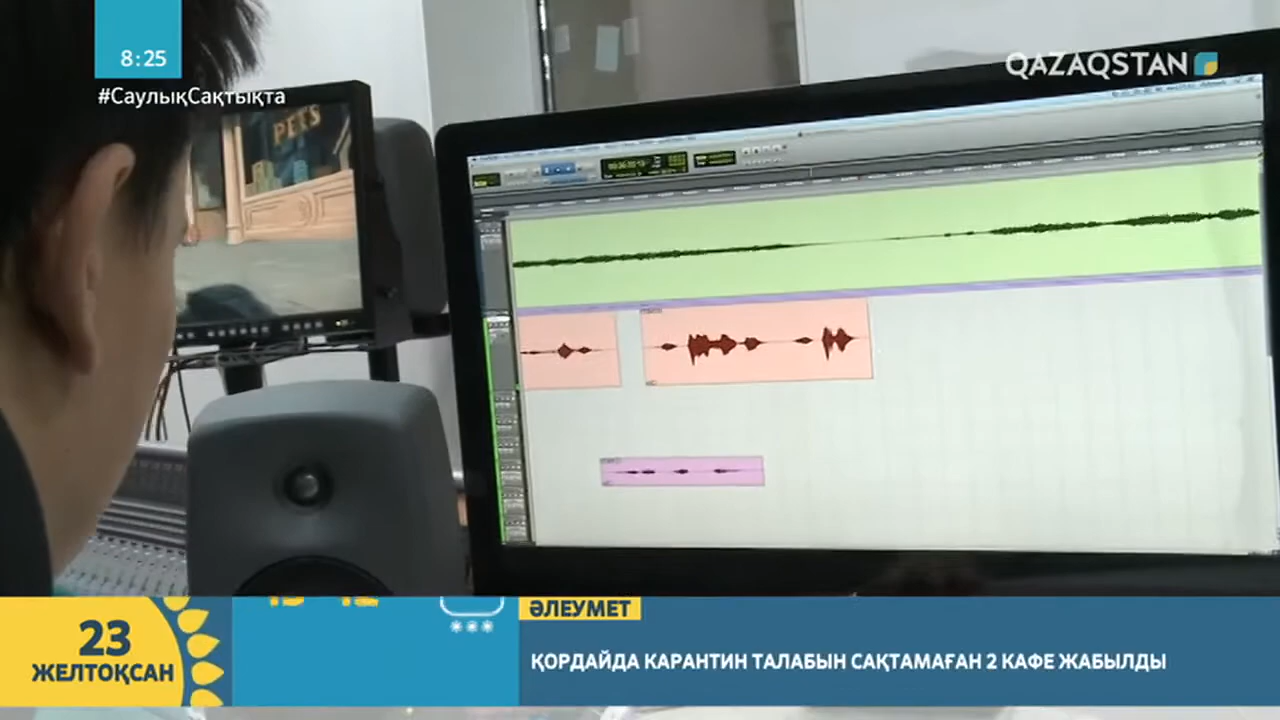 8:25
#СаулықСақтықта
QAZAQSTAN
PETS
ӘЛЕУМЕТ
23
ЖЕЛТОҚСАН
ҚОРДАЙДА КАРАНТИН ТАЛАБЫН САҚТАМАҒАН 2 КАФЕ ЖАБЫЛДЫ